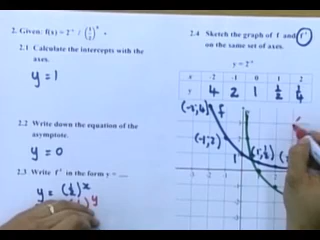 2. Given: f(x) = 2⁻ˣ / (1/2)ˣ.
2.1 Calculate the intercepts with the
axes.
y = 1
2.2 Write down the equation of the
asymptote.
y = 0
2.3 Write f⁻¹ in the form y = ....
y = (1/2)ˣ
y
2.4 Sketch the graph of f and f⁻¹
on the same set of axes.
y = 2⁻ˣ
x -2 -1 0 1 2
y 4 2 1 1/2 1/4
f
(-1; 2)
(1; 1/2)